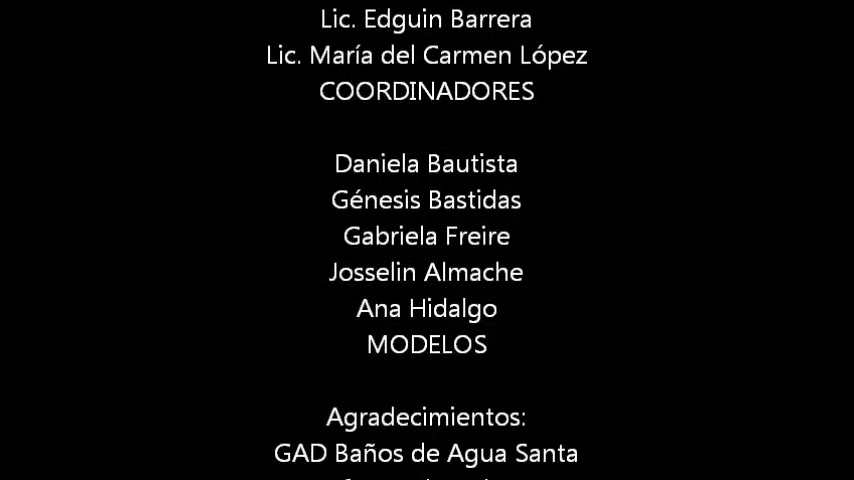 Lic. Edguin Barrera
Lic. María del Carmen López
COORDINADORES
Daniela Bautista
Génesis Bastidas
Gabriela Freire
Josselin Almache
Ana Hidalgo
MODELOS
Agradecimientos:
GAD Baños de Agua Santa